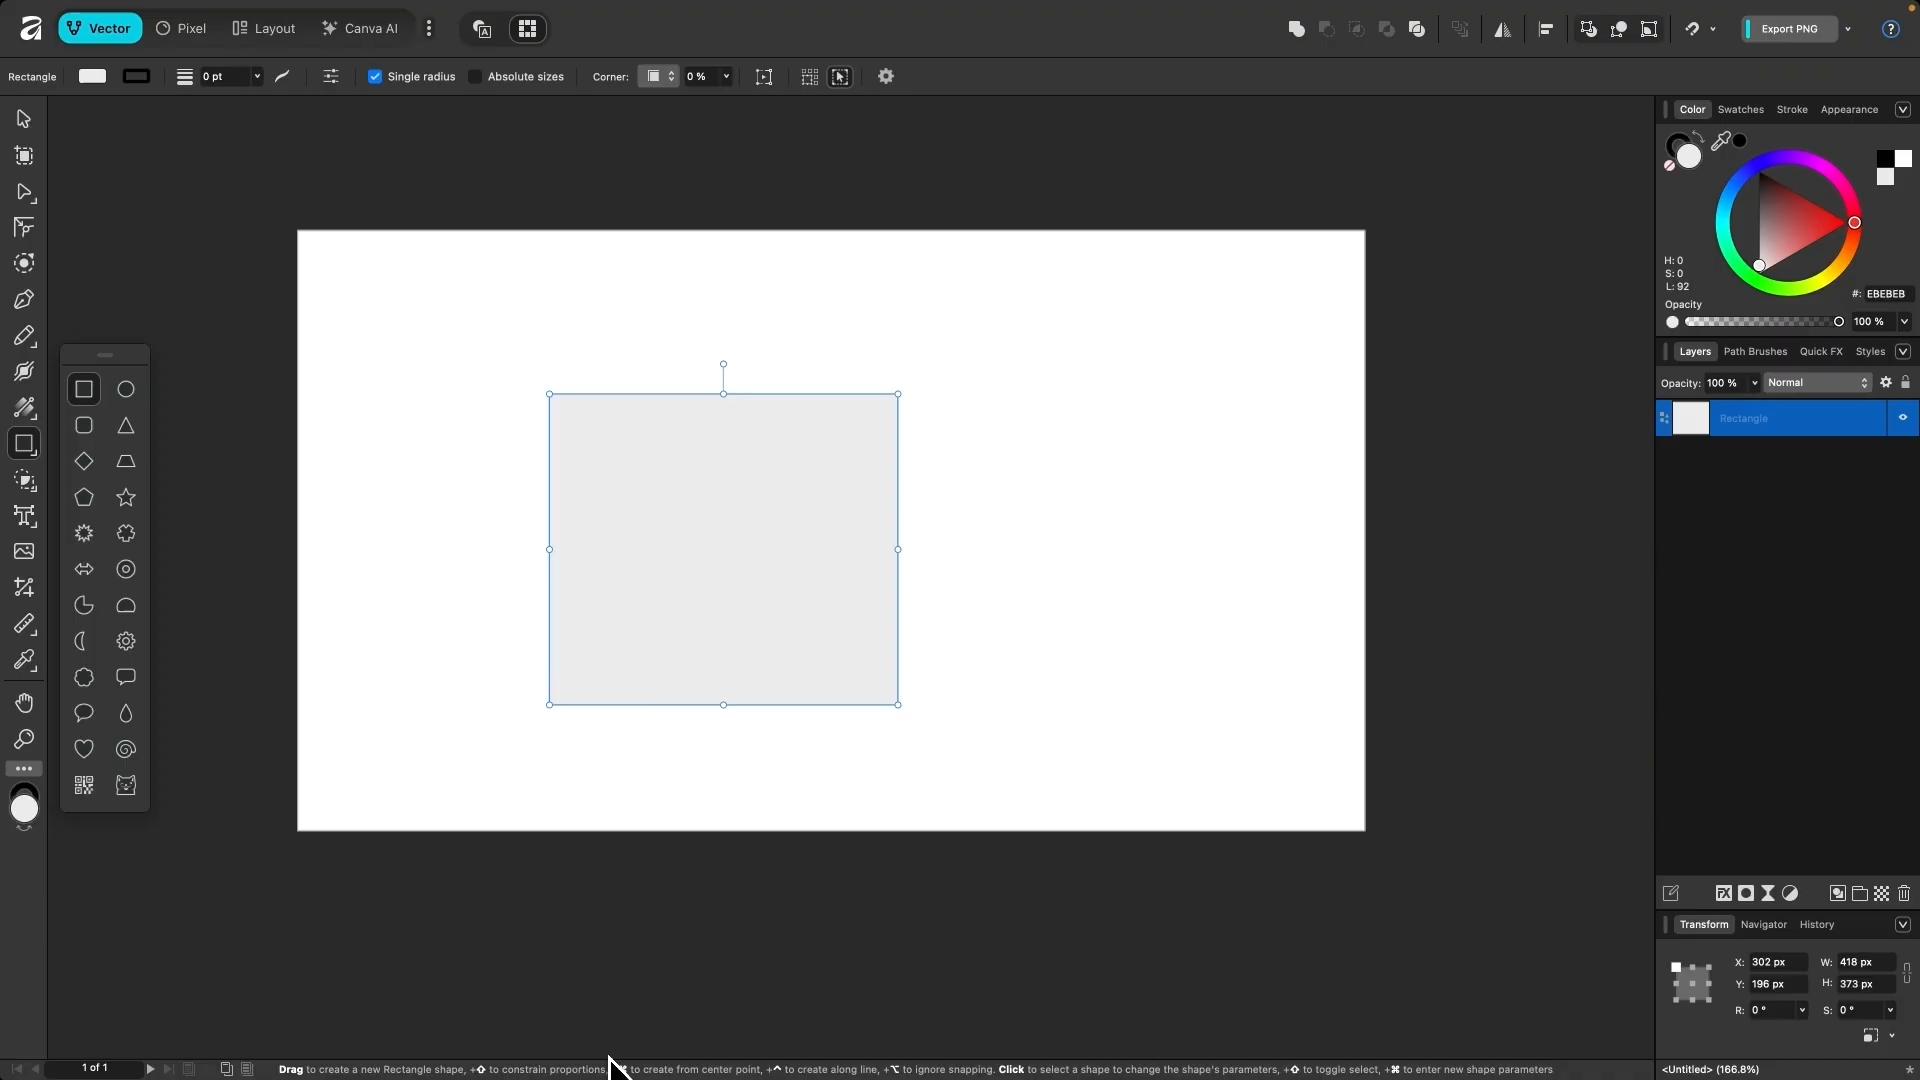 Vector Pixel Layout Canva AI Export PNG
Rectangle 0 pt Single radius Absolute sizes Corner: 0 %
Color Swatches Stroke Appearance
H: 0
S: 0
L: 92
#: EBEBEB
Opacity
100 %
Layers Path Brushes Quick FX Styles
Opacity: 100 % Normal
Rectangle
Transform Navigator History
X: 302 px W: 418 px
Y: 196 px H: 373 px
R: 0 ° S: 0 °
1 of 1 Drag to create a new Rectangle shape, +⇧ to constrain proportions, to create from center point, +⌃ to create along line, +⌥ to ignore snapping. Click to select a shape to change the shape's parameters, +⇧ to toggle select, +⌘ to enter new shape parameters <Untitled> (166.8%)